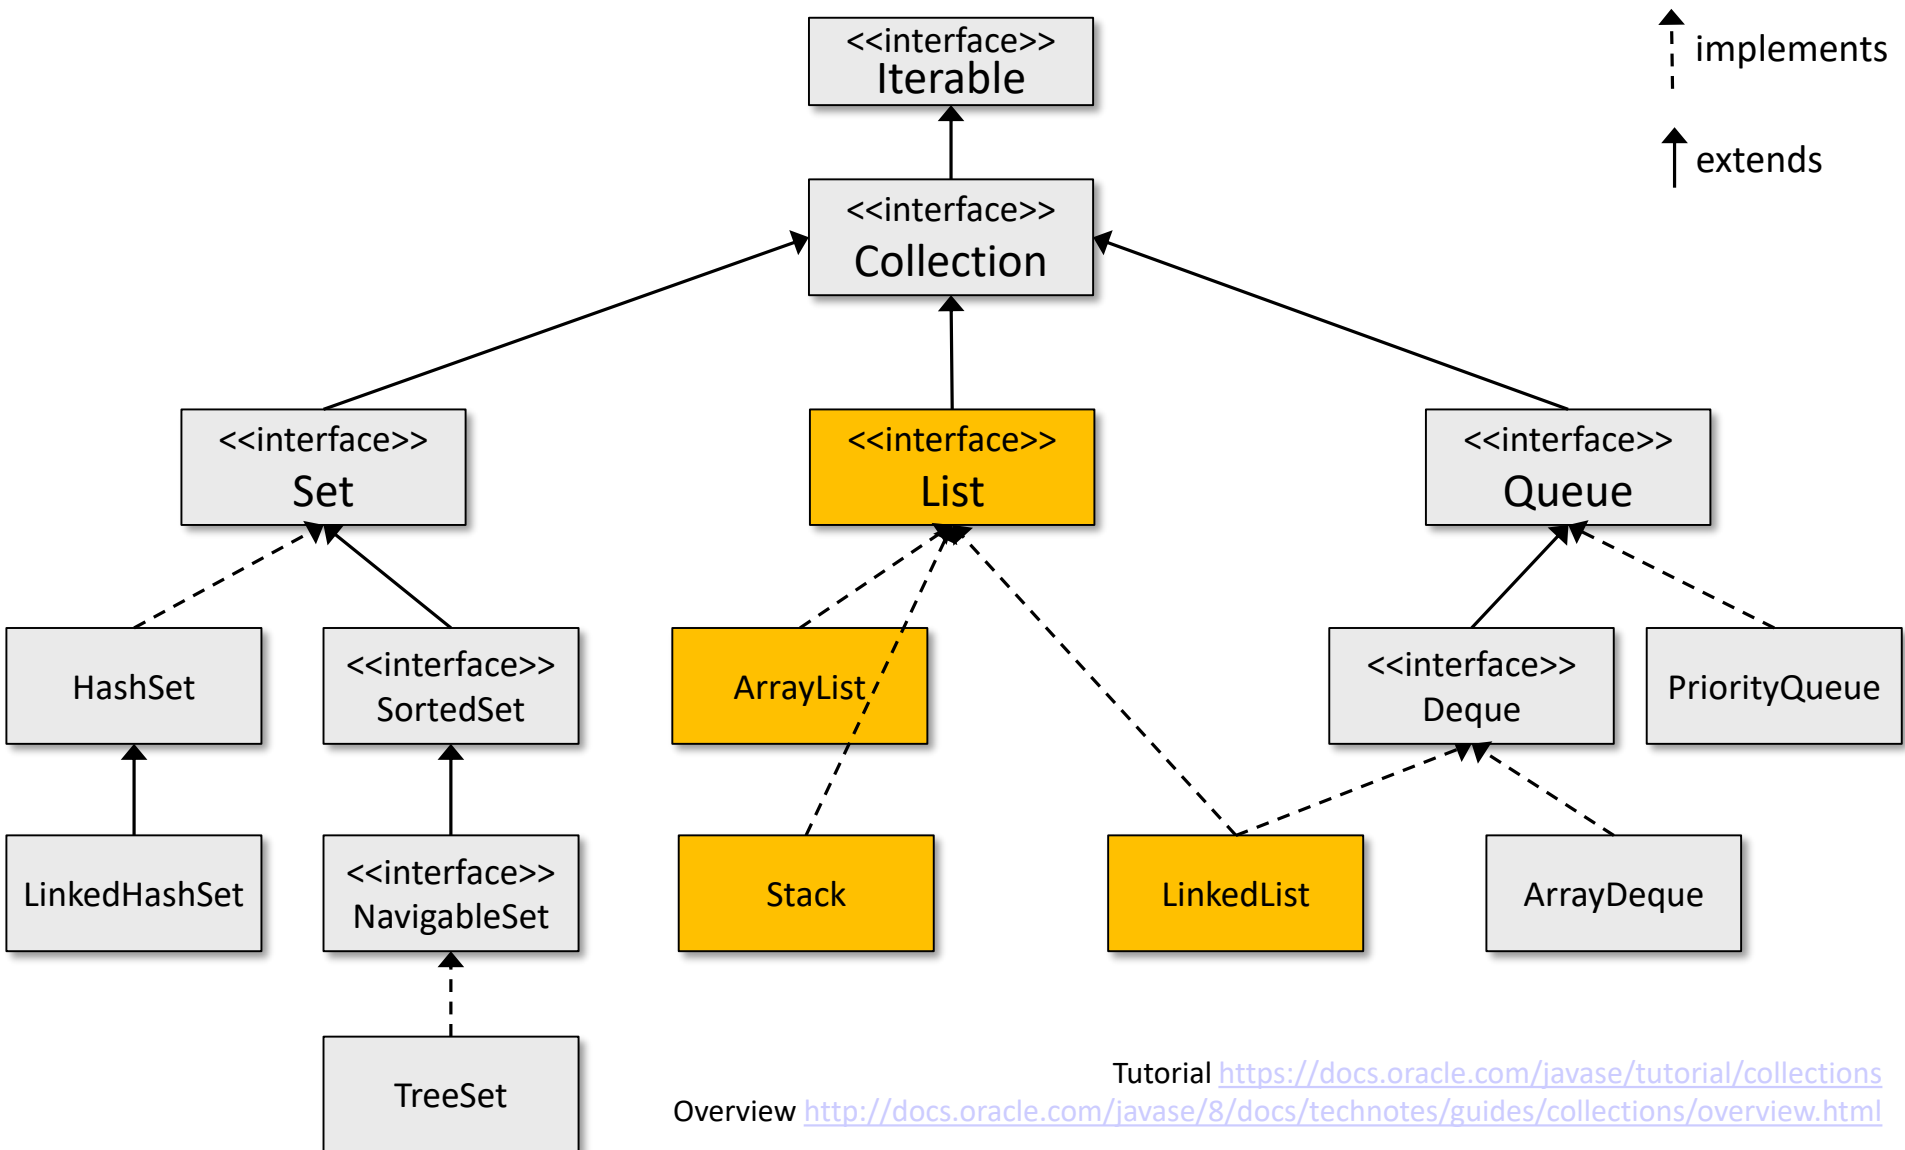 <<interface>>
Iterable
implements
extends
<<interface>>
Collection
<<interface>>
Set
<<interface>>
List
<<interface>>
Queue
HashSet
<<interface>>
SortedSet
ArrayList
<<interface>>
Deque
PriorityQueue
LinkedHashSet
<<interface>>
NavigableSet
Stack
LinkedList
ArrayDeque
TreeSet
Tutorial https://docs.oracle.com/javase/tutorial/collections
Overview http://docs.oracle.com/javase/8/docs/technotes/guides/collections/overview.html